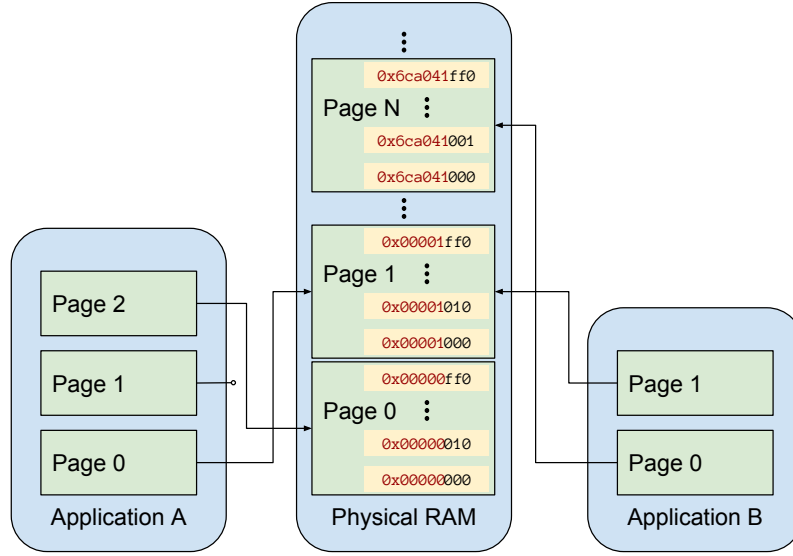 0x6ca041ff0
Page N
0x6ca041001
0x6ca041000
0x00001ff0
Page 1
0x00001010
0x00001000
0x00000ff0
Page 0
0x00000010
0x00000000
Physical RAM
Page 2
Page 1
Page 0
Application A
Page 1
Page 0
Application B